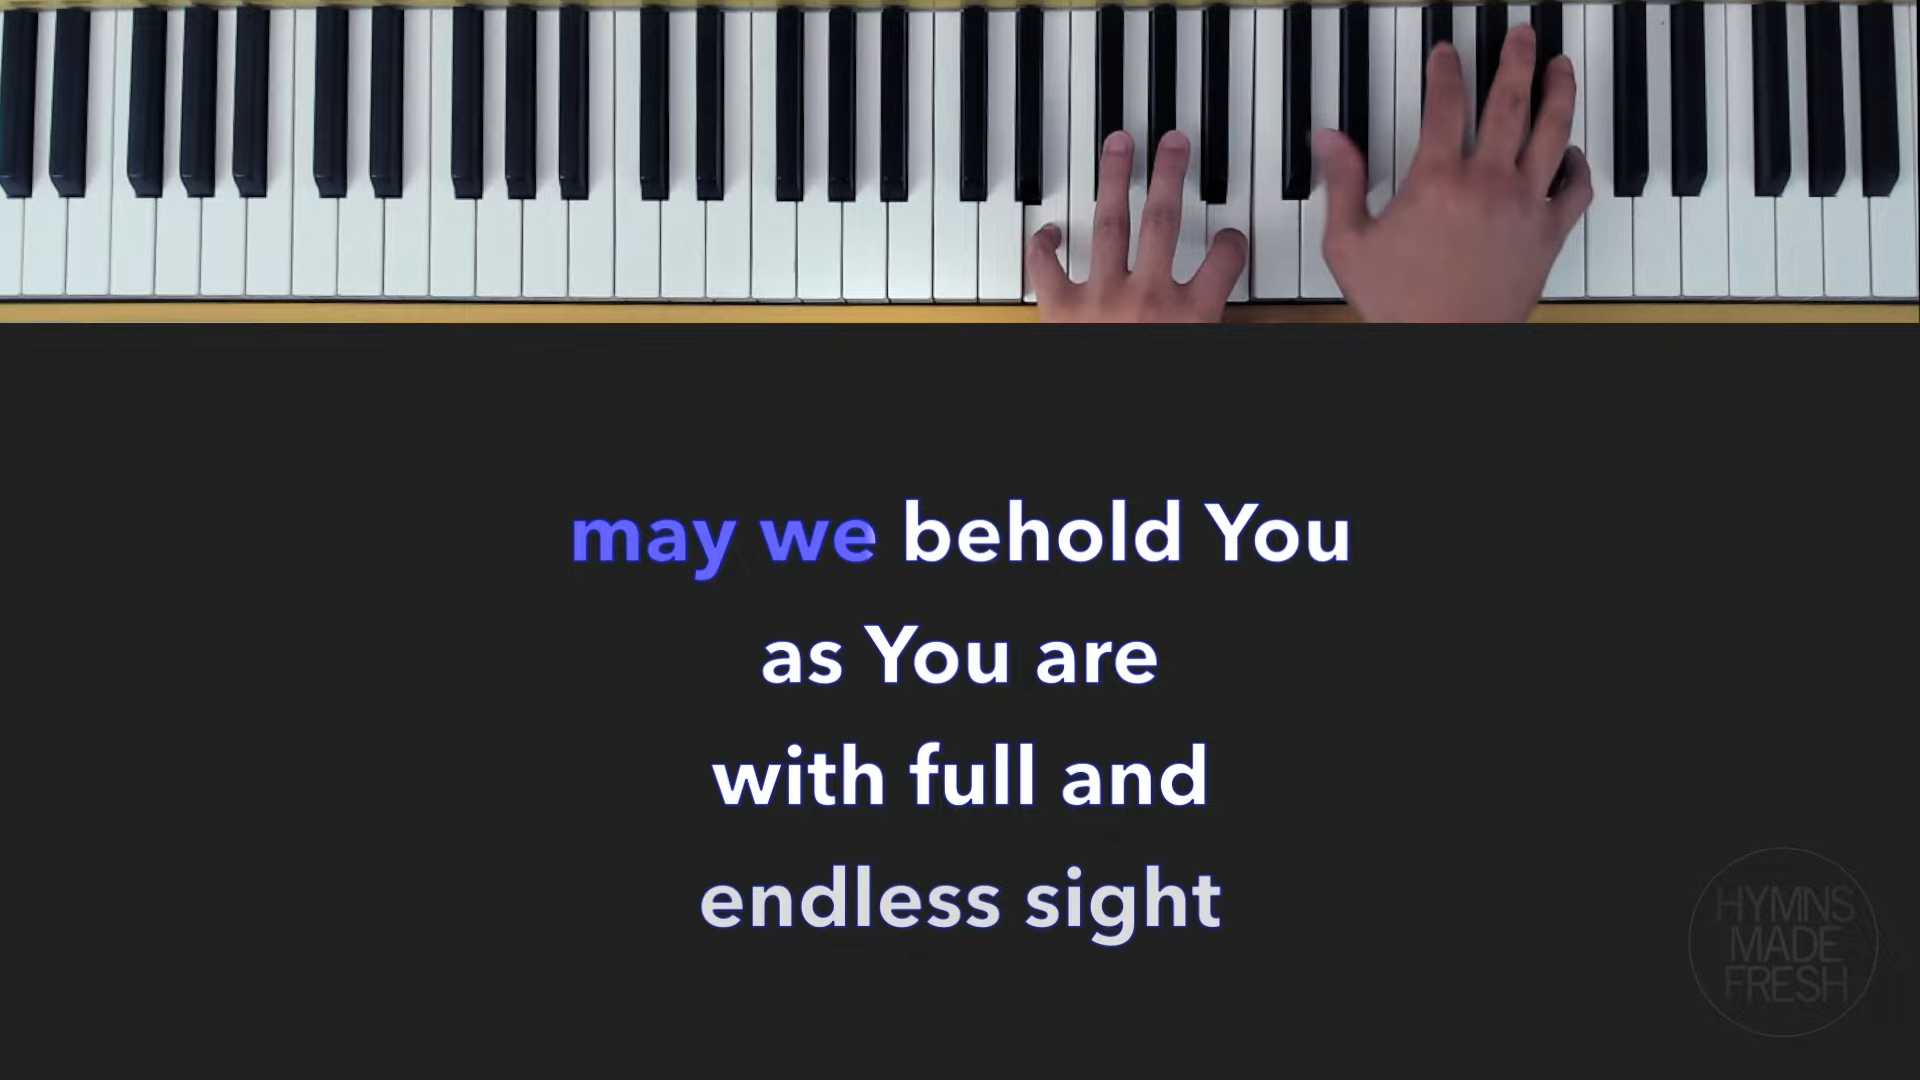 may we behold You
as You are
with full and
endless sight
HYMNS
MADE
FRESH